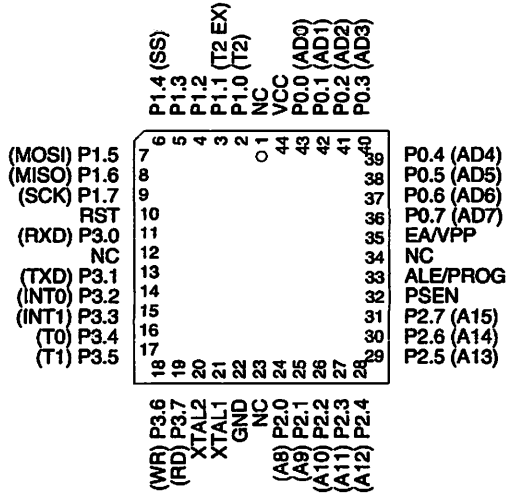 P1.4 (SS)
P1.3
P1.2
P1.1 (T2 EX)
P1.0 (T2)
NC
VCC
P0.0 (AD0)
P0.1 (AD1)
P0.2 (AD2)
P0.3 (AD3)
6 5 4 3 2 1 44 43 42 41 40
(MOSI) P1.5 7 39 P0.4 (AD4)
(MISO) P1.6 8 38 P0.5 (AD5)
(SCK) P1.7 9 37 P0.6 (AD6)
RST 10 36 P0.7 (AD7)
(RXD) P3.0 11 35 EA/VPP
NC 12 34 NC
(TXD) P3.1 13 33 ALE/PROG
(INT0) P3.2 14 32 PSEN
(INT1) P3.3 15 31 P2.7 (A15)
(T0) P3.4 16 30 P2.6 (A14)
(T1) P3.5 17 29 P2.5 (A13)
18 19 20 21 22 23 24 25 26 27 28
(WR) P3.6
(RD) P3.7
XTAL2
XTAL1
GND
NC
(A8) P2.0
(A9) P2.1
(A10) P2.2
(A11) P2.3
(A12) P2.4